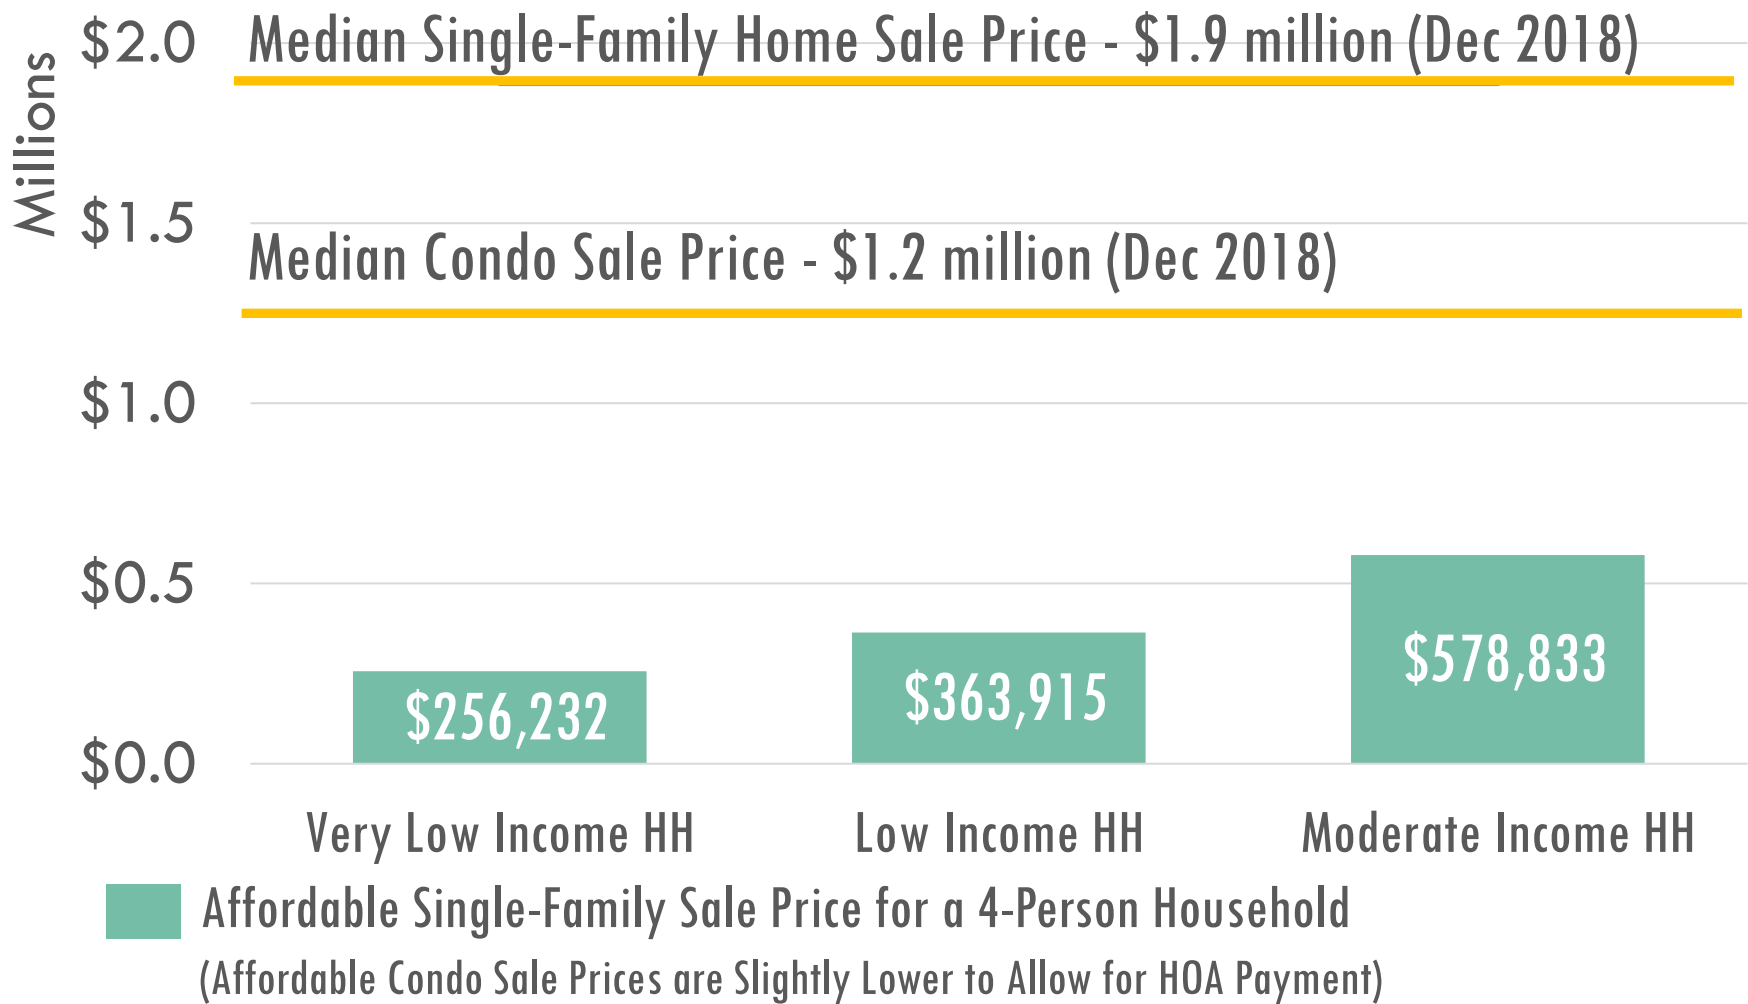 Millions
$2.0
Median Single-Family Home Sale Price - $1.9 million (Dec 2018)
$1.5
Median Condo Sale Price - $1.2 million (Dec 2018)
$1.0
$0.5
$0.0
$256,232
$363,915
$578,833
Very Low Income HH
Low Income HH
Moderate Income HH
Affordable Single-Family Sale Price for a 4-Person Household
(Affordable Condo Sale Prices are Slightly Lower to Allow for HOA Payment)